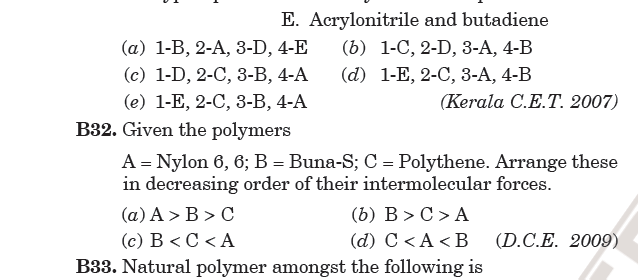 E. Acrylonitrile and butadiene
(a) 1-B, 2-A, 3-D, 4-E (b) 1-C, 2-D, 3-A, 4-B
(c) 1-D, 2-C, 3-B, 4-A (d) 1-E, 2-C, 3-A, 4-B
(e) 1-E, 2-C, 3-B, 4-A (Kerala C.E.T. 2007)
B32. Given the polymers
A = Nylon 6, 6; B = Buna-S; C = Polythene. Arrange these
in decreasing order of their intermolecular forces.
(a) A > B > C (b) B > C > A
(c) B < C < A (d) C < A < B (D.C.E. 2009)
B33. Natural polymer amongst the following is